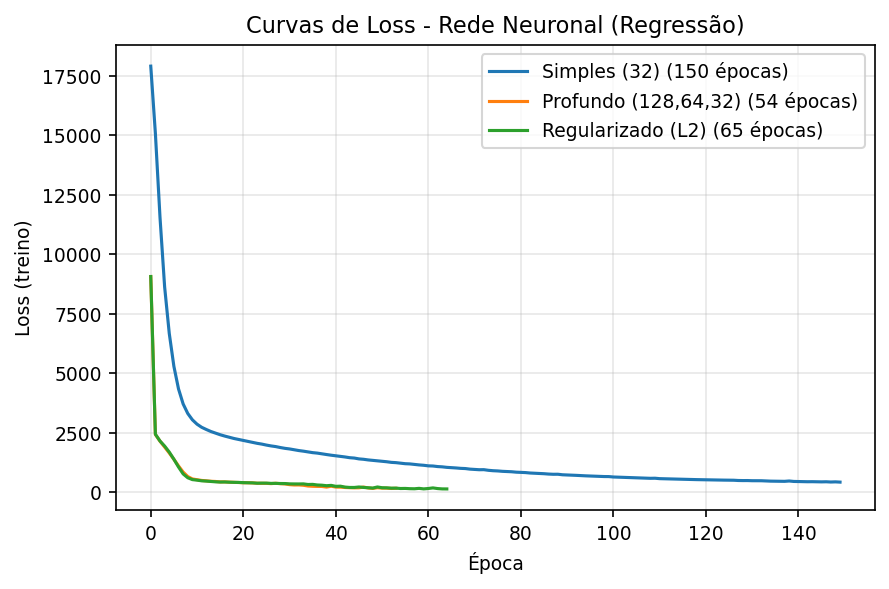 Curvas de Loss - Rede Neuronal (Regressão)
Simples (32) (150 épocas)
Profundo (128,64,32) (54 épocas)
Regularizado (L2) (65 épocas)
Loss (treino)
17500
15000
12500
10000
7500
5000
2500
0
0 20 40 60 80 100 120 140
Época